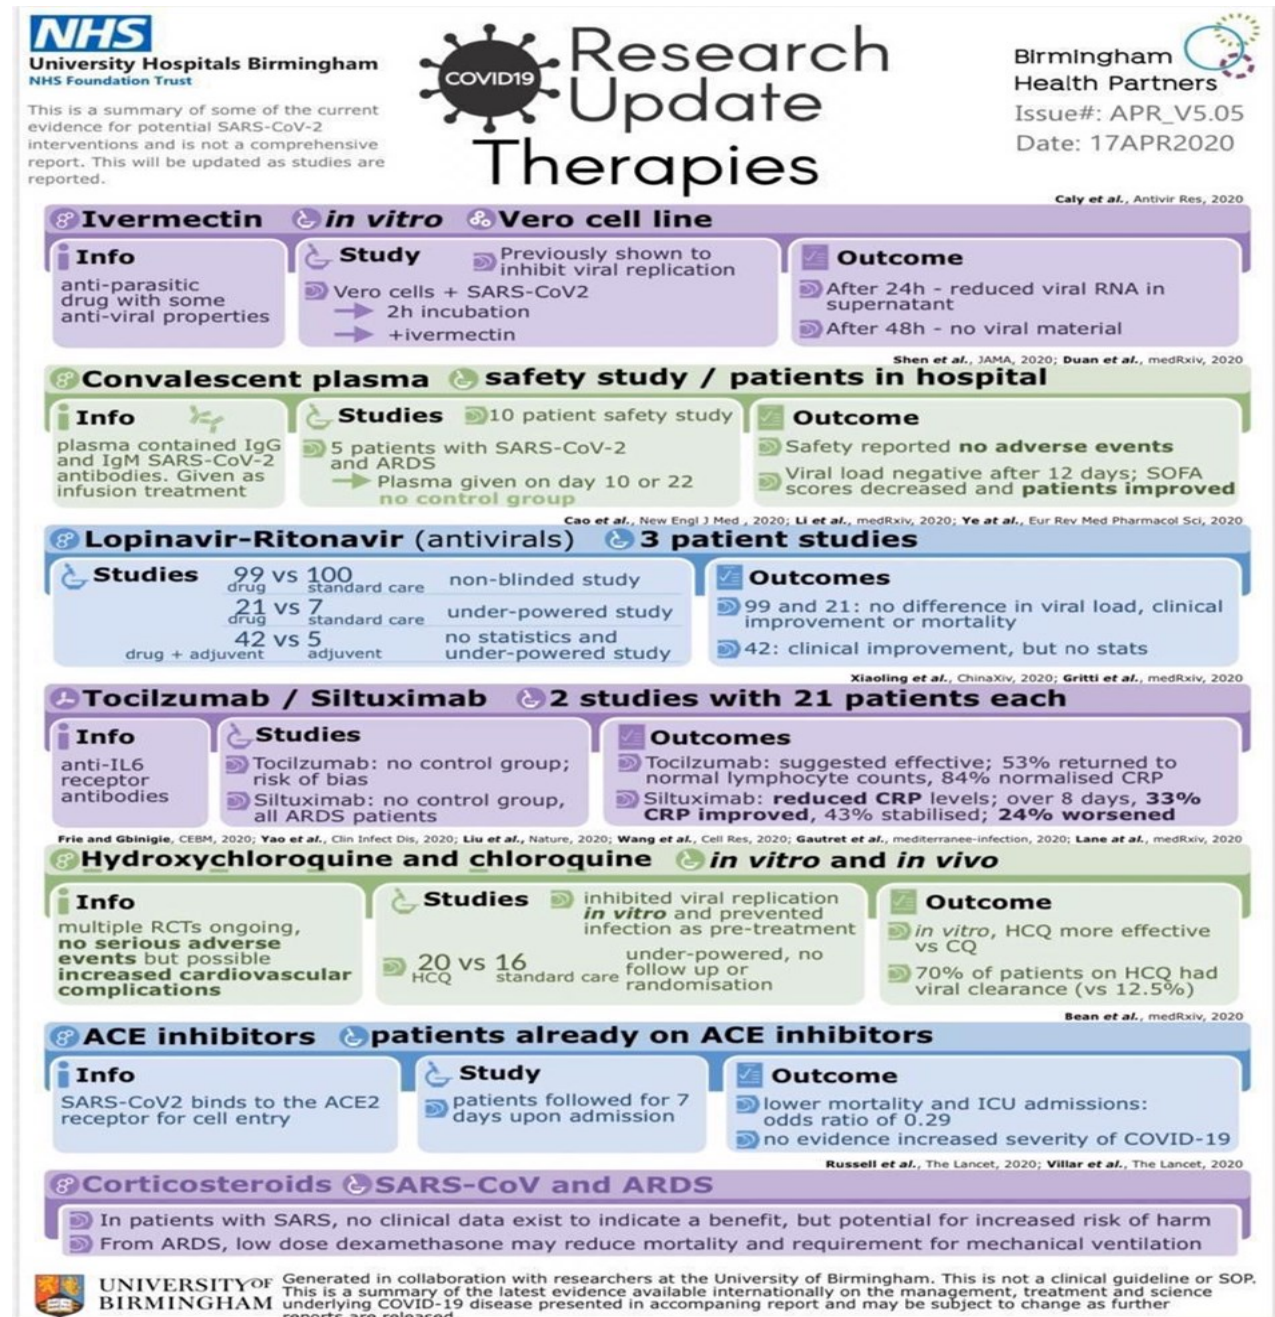 NHS
University Hospitals Birmingham
NHS Foundation Trust
This is a summary of some of the current
evidence for potential SARS-CoV-2
interventions and is not a comprehensive
report. This will be updated as studies are
reported.
COVID19
Research
Update
Therapies
Birmingham
Health Partners
Issue#: APR_V5.05
Date: 17APR2020
Caly et al., Antivir Res, 2020
Ivermectin in vitro Vero cell line
Info
anti-parasitic
drug with some
anti-viral properties
Study
Previously shown to
inhibit viral replication
Vero cells + SARS-CoV2
2h incubation
+ivermectin
Outcome
After 24h - reduced viral RNA in
supernatant
After 48h - no viral material
Shen et al., JAMA, 2020; Duan et al., medRxiv, 2020
Convalescent plasma safety study / patients in hospital
Info
plasma contained IgG
and IgM SARS-CoV-2
antibodies. Given as
infusion treatment
Studies
10 patient safety study
5 patients with SARS-CoV-2
and ARDS
Plasma given on day 10 or 22
no control group
Outcome
Safety reported no adverse events
Viral load negative after 12 days; SOFA
scores decreased and patients improved
Cao et al., New Engl J Med , 2020; Li et al., medRxiv, 2020; Ye at al., Eur Rev Med Pharmacol Sci, 2020
Lopinavir-Ritonavir (antivirals) 3 patient studies
Studies
99 vs 100 non-blinded study
drug standard care
21 vs 7 under-powered study
drug standard care
42 vs 5 no statistics and
drug + adjuvent adjuvent under-powered study
Outcomes
99 and 21: no difference in viral load, clinical
improvement or mortality
42: clinical improvement, but no stats
Xiaoling et al., ChinaXiv, 2020; Gritti et al., medRxiv, 2020
Tocilzumab / Siltuximab 2 studies with 21 patients each
Info
anti-IL6
receptor
antibodies
Studies
Tocilzumab: no control group;
risk of bias
Siltuximab: no control group,
all ARDS patients
Outcomes
Tocilzumab: suggested effective; 53% returned to
normal lymphocyte counts, 84% normalised CRP
Siltuximab: reduced CRP levels; over 8 days, 33%
CRP improved, 43% stabilised; 24% worsened
Frie and Gbinigie, CEBM, 2020; Yao et al., Clin Infect Dis, 2020; Liu et al., Nature, 2020; Wang et al., Cell Res, 2020; Gautret et al., mediterranee-infection, 2020; Lane at al., medRxiv, 2020
Hydroxychloroquine and chloroquine in vitro and in vivo
Info
multiple RCTs ongoing,
no serious adverse
events but possible
increased cardiovascular
complications
Studies
inhibited viral replication
in vitro and prevented
infection as pre-treatment
20 vs 16
HCQ standard care
under-powered, no
follow up or
randomisation
Outcome
in vitro, HCQ more effective
vs CQ
70% of patients on HCQ had
viral clearance (vs 12.5%)
Bean et al., medRxiv, 2020
ACE inhibitors patients already on ACE inhibitors
Info
SARS-CoV2 binds to the ACE2
receptor for cell entry
Study
patients followed for 7
days upon admission
Outcome
lower mortality and ICU admissions:
odds ratio of 0.29
no evidence increased severity of COVID-19
Russell et al., The Lancet, 2020; Villar et al., The Lancet, 2020
Corticosteroids SARS-CoV and ARDS
In patients with SARS, no clinical data exist to indicate a benefit, but potential for increased risk of harm
From ARDS, low dose dexamethasone may reduce mortality and requirement for mechanical ventilation
UNIVERSITY OF
BIRMINGHAM
Generated in collaboration with researchers at the University of Birmingham. This is not a clinical guideline or SOP.
This is a summary of the latest evidence available internationally on the management, treatment and science
underlying COVID-19 disease presented in accompaning report and may be subject to change as further
reports are released